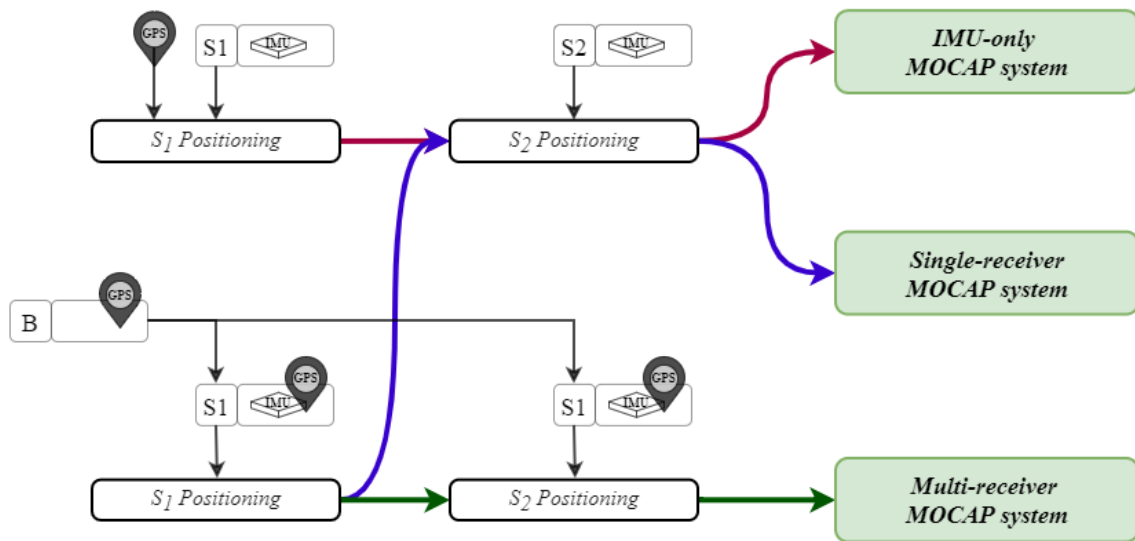 GPS
S1
IMU
S2
IMU
IMU-only
MOCAP system
S1 Positioning
S2 Positioning
Single-receiver
MOCAP system
B
GPS
S1
IMU
GPS
S1
IMU
GPS
S1 Positioning
S2 Positioning
Multi-receiver
MOCAP system